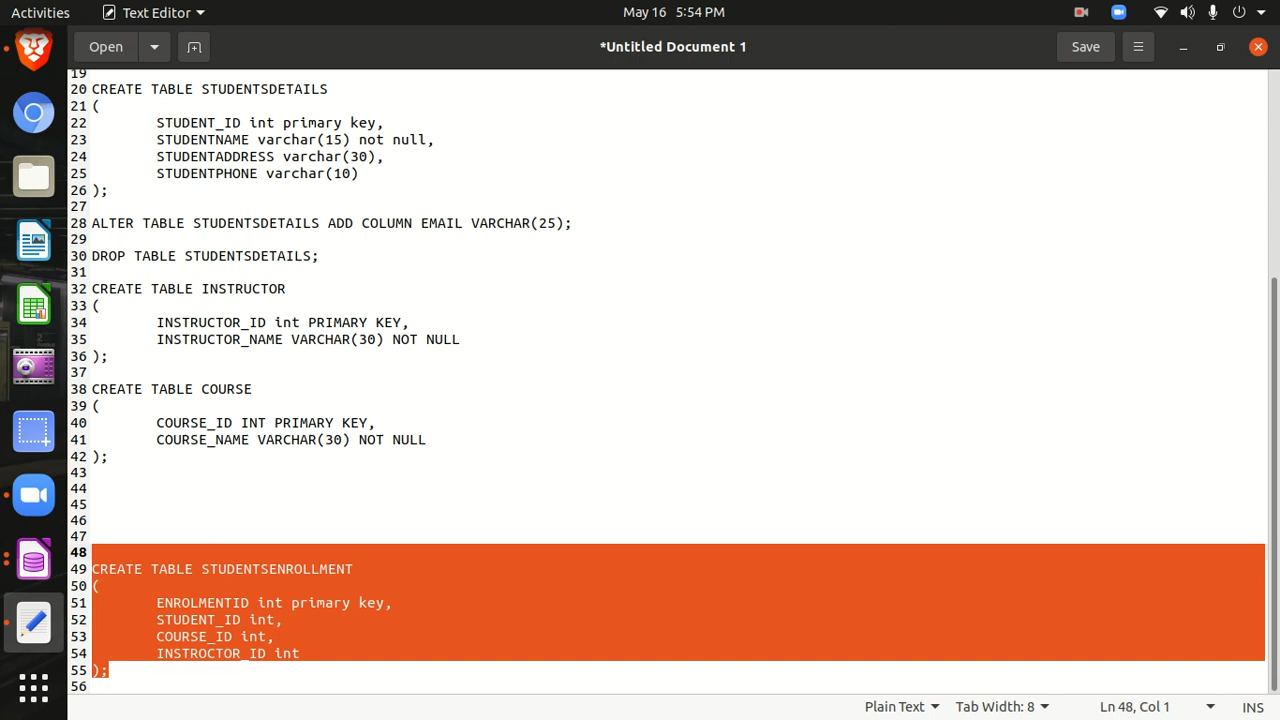 Activities Text Editor May 16 5:54 PM
Open *Untitled Document 1 Save
19
20 CREATE TABLE STUDENTSDETAILS
21 (
22 STUDENT_ID int primary key,
23 STUDENTNAME varchar(15) not null,
24 STUDENTADDRESS varchar(30),
25 STUDENTPHONE varchar(10)
26 );
27
28 ALTER TABLE STUDENTSDETAILS ADD COLUMN EMAIL VARCHAR(25);
29
30 DROP TABLE STUDENTSDETAILS;
31
32 CREATE TABLE INSTRUCTOR
33 (
34 INSTRUCTOR_ID int PRIMARY KEY,
35 INSTRUCTOR_NAME VARCHAR(30) NOT NULL
36 );
37
38 CREATE TABLE COURSE
39 (
40 COURSE_ID INT PRIMARY KEY,
41 COURSE_NAME VARCHAR(30) NOT NULL
42 );
43
44
45
46
47
48
49 CREATE TABLE STUDENTSENROLLMENT
50 (
51 ENROLMENTID int primary key,
52 STUDENT_ID int,
53 COURSE_ID int,
54 INSTROCTOR_ID int
55 );
56
Plain Text Tab Width: 8 Ln 48, Col 1 INS